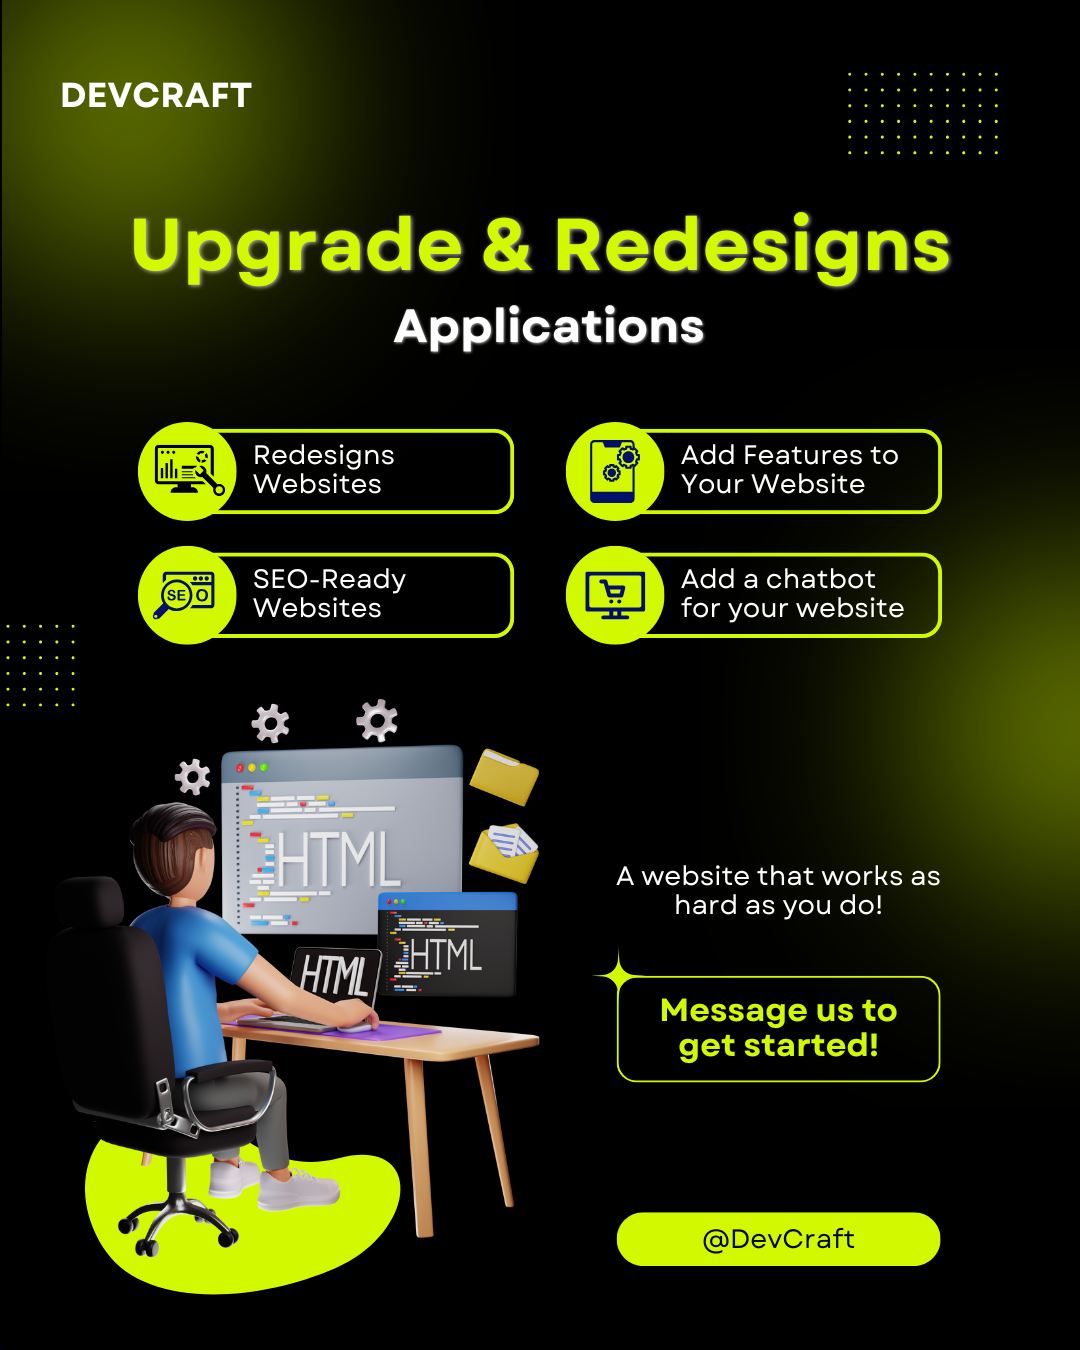 DEVCRAFT
Upgrade & Redesigns
Applications
Redesigns
Websites
Add Features to
Your Website
SEO
SEO-Ready
Websites
Add a chatbot
for your website
HTML
HTML
HTML
A website that works as
hard as you do!
Message us to
get started!
@DevCraft